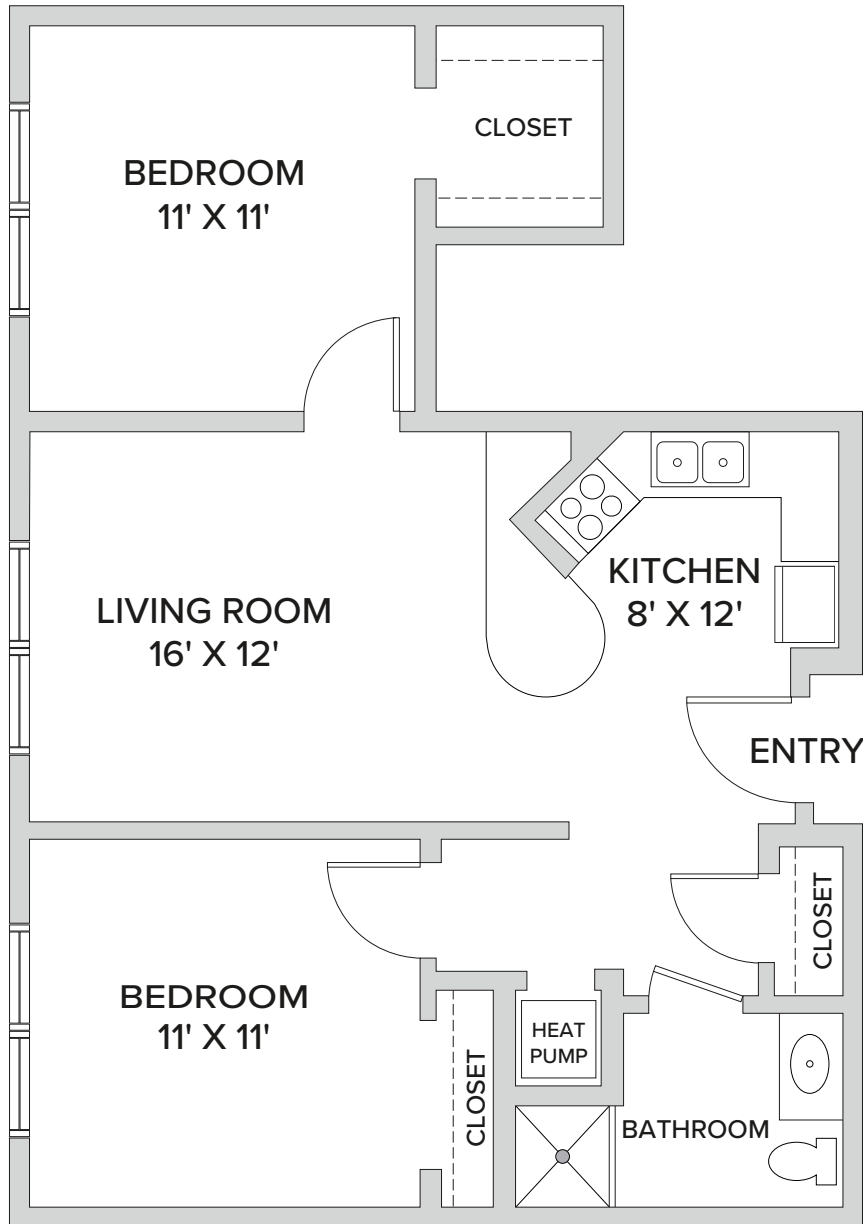 CLOSET
BEDROOM
11' X 11'
KITCHEN
8' X 12'
LIVING ROOM
16' X 12'
ENTRY
CLOSET
BEDROOM
11' X 11'
HEAT
PUMP
CLOSET
BATHROOM